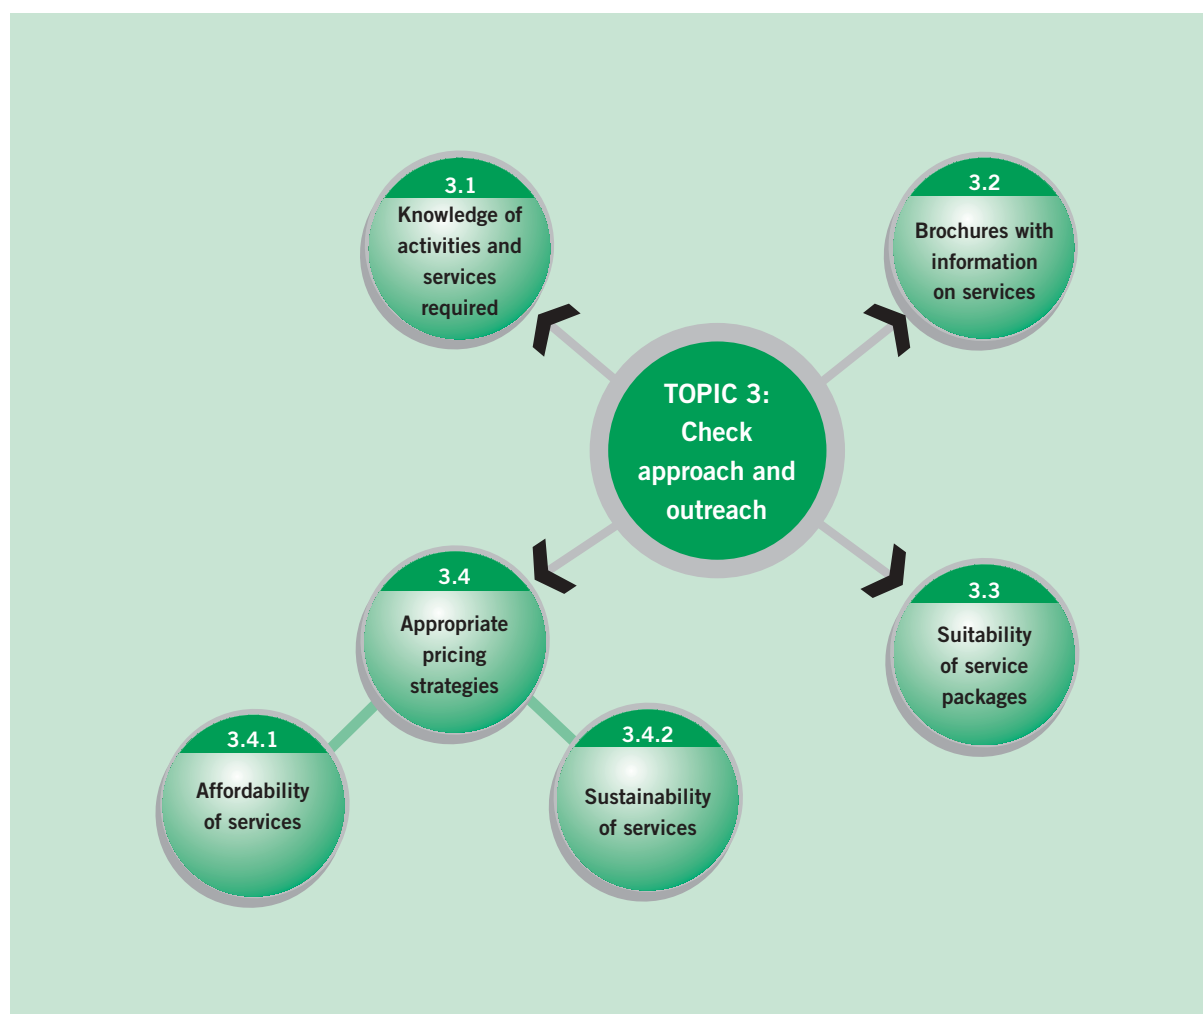 3.1
Knowledge of
activities and
services
required
3.2
Brochures with
information
on services
TOPIC 3:
Check
approach and
outreach
3.4
Appropriate
pricing
strategies
3.3
Suitability
of service
packages
3.4.1
Affordability
of services
3.4.2
Sustainability
of services